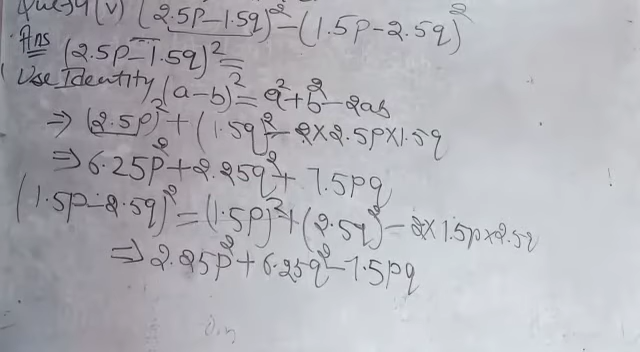 Ques4(v) (2.5p-1.5q)²-(1.5p-2.5q)²
Ans (2.5p-1.5q)²=
Use Identity (a-b)²=a²+b²-2ab
⇒ (2.5p)²+(1.5q)²-2×2.5p×1.5q
⇒ 6.25p²+2.25q²+7.5pq
(1.5p-2.5q)²=(1.5p)²+(2.5q)²-2×1.5p×2.5q
⇒ 2.25p²+6.25q²-7.5pq